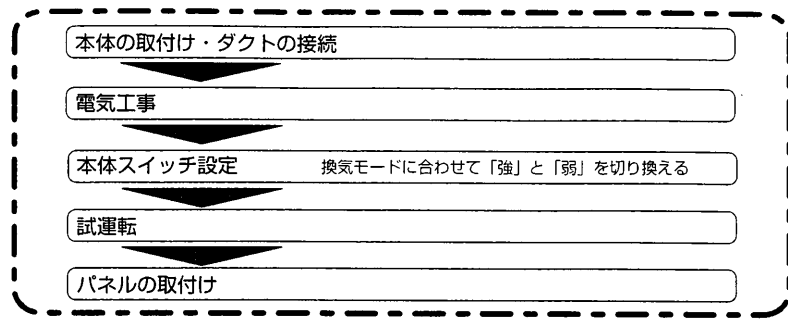 本体の取付け・ダクトの接続
電気工事
本体スイッチ設定 換気モードに合わせて「強」と「弱」を切り換える
試運転
パネルの取付け